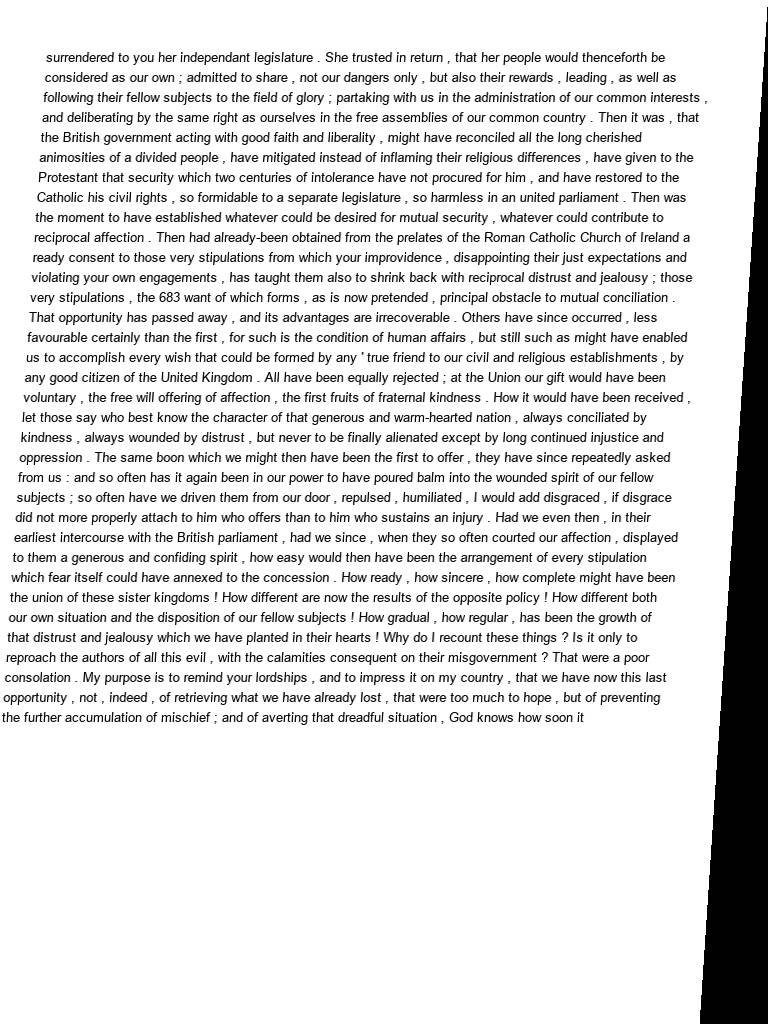 surrendered to you her independant legislature . She trusted in return , that her people would thenceforth be
considered as our own ; admitted to share , not our dangers only , but also their rewards , leading , as well as
following their fellow subjects to the field of glory ; partaking with us in the administration of our common interests ,
and deliberating by the same right as ourselves in the free assemblies of our common country . Then it was , that
the British government acting with good faith and liberality , might have reconciled all the long cherished
animosities of a divided people , have mitigated instead of inflaming their religious differences , have given to the
Protestant that security which two centuries of intolerance have not procured for him , and have restored to the
Catholic his civil rights , so formidable to a separate legislature , so harmless in an united parliament . Then was
the moment to have established whatever could be desired for mutual security , whatever could contribute to
reciprocal affection . Then had already-been obtained from the prelates of the Roman Catholic Church of Ireland a
ready consent to those very stipulations from which your improvidence , disappointing their just expectations and
violating your own engagements , has taught them also to shrink back with reciprocal distrust and jealousy ; those
very stipulations , the 683 want of which forms , as is now pretended , principal obstacle to mutual conciliation .
That opportunity has passed away , and its advantages are irrecoverable . Others have since occurred , less
favourable certainly than the first , for such is the condition of human affairs , but still such as might have enabled
us to accomplish every wish that could be formed by any ' true friend to our civil and religious establishments , by
any good citizen of the United Kingdom . All have been equally rejected ; at the Union our gift would have been
voluntary , the free will offering of affection , the first fruits of fraternal kindness . How it would have been received ,
let those say who best know the character of that generous and warm-hearted nation , always conciliated by
kindness , always wounded by distrust , but never to be finally alienated except by long continued injustice and
oppression . The same boon which we might then have been the first to offer , they have since repeatedly asked
from us : and so often has it again been in our power to have poured balm into the wounded spirit of our fellow
subjects ; so often have we driven them from our door , repulsed , humiliated , I would add disgraced , if disgrace
did not more properly attach to him who offers than to him who sustains an injury . Had we even then , in their
earliest intercourse with the British parliament , had we since , when they so often courted our affection , displayed
to them a generous and confiding spirit , how easy would then have been the arrangement of every stipulation
which fear itself could have annexed to the concession . How ready , how sincere , how complete might have been
the union of these sister kingdoms ! How different are now the results of the opposite policy ! How different both
our own situation and the disposition of our fellow subjects ! How gradual , how regular , has been the growth of
that distrust and jealousy which we have planted in their hearts ! Why do I recount these things ? Is it only to
reproach the authors of all this evil , with the calamities consequent on their misgovernment ? That were a poor
consolation . My purpose is to remind your lordships , and to impress it on my country , that we have now this last
opportunity , not , indeed , of retrieving what we have already lost , that were too much to hope , but of preventing
the further accumulation of mischief ; and of averting that dreadful situation , God knows how soon it